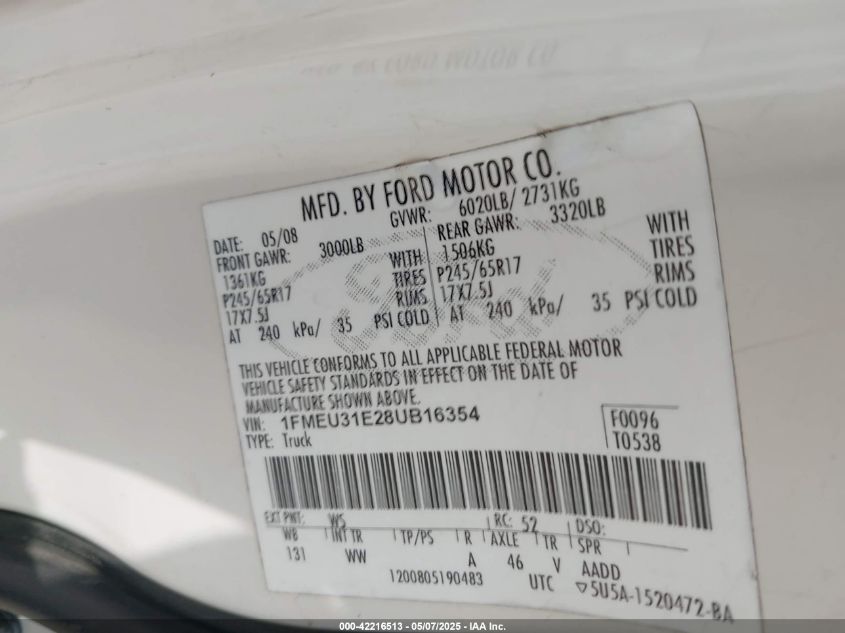 MFD. BY FORD MOTOR CO.
DATE: 05/08 GVWR: 6020LB/ 2731KG
FRONT GAWR: 3000LB REAR GAWR: 3320LB
1361KG WITH 1506KG WITH
P245/65R17 TIRES P245/65R17 TIRES
17X7.5J RIMS 17X7.5J RIMS
AT 240 kPa/ 35 PSI COLD AT 240 kPa/ 35 PSI COLD
THIS VEHICLE CONFORMS TO ALL APPLICABLE FEDERAL MOTOR
VEHICLE SAFETY STANDARDS IN EFFECT ON THE DATE OF
MANUFACTURE SHOWN ABOVE.
VIN: 1FMEU31E28UB16354 F0096
TYPE: Truck T0538
EXT PNT: WS RC: 52 DSO:
WB INT TR TP/PS R AXLE TR SPR
131 WW A 46 V AADD
1200805190483 UTC ▽5U5A-1520472-BA
000-42216513 - 05/07/2025 - IAA Inc.